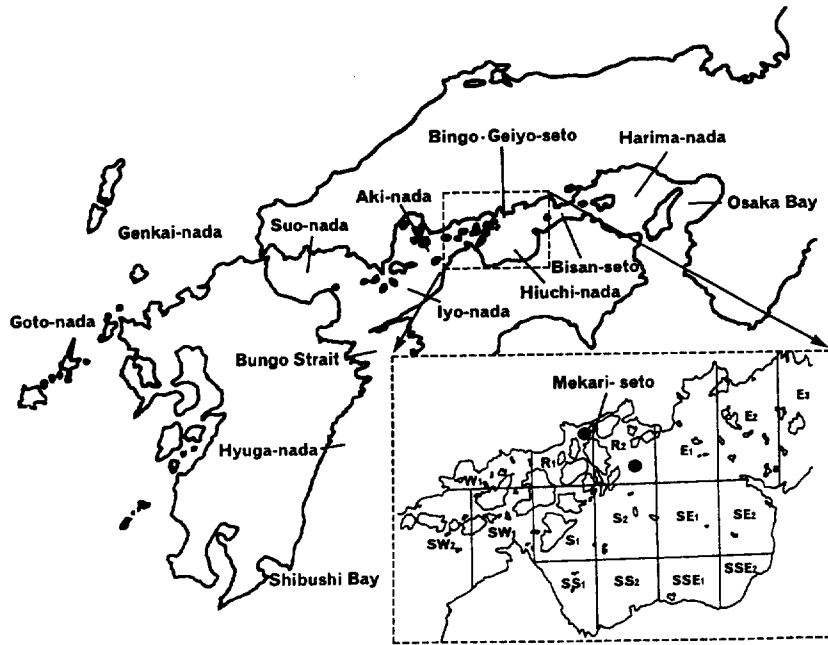 Bingo·Geiyo-seto
Harima-nada
Aki-nada
Osaka Bay
Suo-nada
Genkai-nada
Bisan-seto
Hiuchi-nada
Iyo-nada
Goto-nada
Bungo Strait
Mekari-seto
Hyuga-nada
Shibushi Bay
E3
E2
E1
R2
R1
W1
SW2
SW1
S1
S2
SE1
SE2
SS1
SS2
SSE1
SSE2